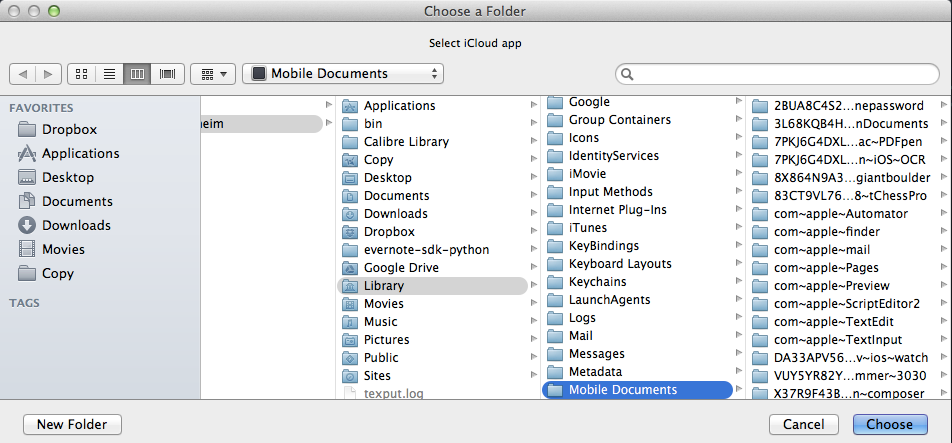 Choose a Folder
Select iCloud app
Mobile Documents
FAVORITES
Dropbox
Applications
Desktop
Documents
Downloads
Movies
Copy
TAGS
heim
Applications
bin
Calibre Library
Copy
Desktop
Documents
Downloads
Dropbox
evernote-sdk-python
Google Drive
Library
Movies
Music
Pictures
Public
Sites
texput.log
Google
Group Containers
Icons
IdentityServices
iMovie
Input Methods
Internet Plug-Ins
iTunes
KeyBindings
Keyboard Layouts
Keychains
LaunchAgents
Logs
Mail
Messages
Metadata
Mobile Documents
2BUA8C4S2...nepassword
3L68KQB4H...nDocuments
7PKJ6G4DXL...ac~PDFpen
7PKJ6G4DXL...n~iOS~OCR
8X864N9A3...giantboulder
83CT9VL76...8~tChessPro
com~apple~Automator
com~apple~finder
com~apple~mail
com~apple~Pages
com~apple~Preview
com~apple~ScriptEditor2
com~apple~TextEdit
com~apple~TextInput
DA33APV56...v~ios~watch
VUY5YR82Y...mmer~3030
X37R9F43B...n~composer
New Folder
Cancel
Choose